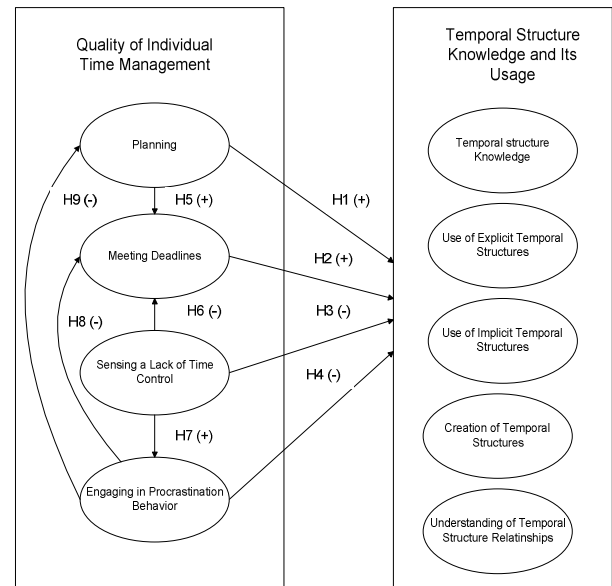 Quality of Individual
Time Management
Temporal Structure
Knowledge and Its
Usage
Planning
Temporal structure
Knowledge
H9 (-)
H5 (+)
H1 (+)
Meeting Deadlines
H2 (+)
Use of Explicit Temporal
Structures
H8 (-)
H6 (-)
H3 (-)
Use of Implicit Temporal
Structures
Sensing a Lack of Time
Control
H4 (-)
H7 (+)
Creation of Temporal
Structures
Engaging in Procrastination
Behavior
Understanding of Temporal
Structure Relatinships